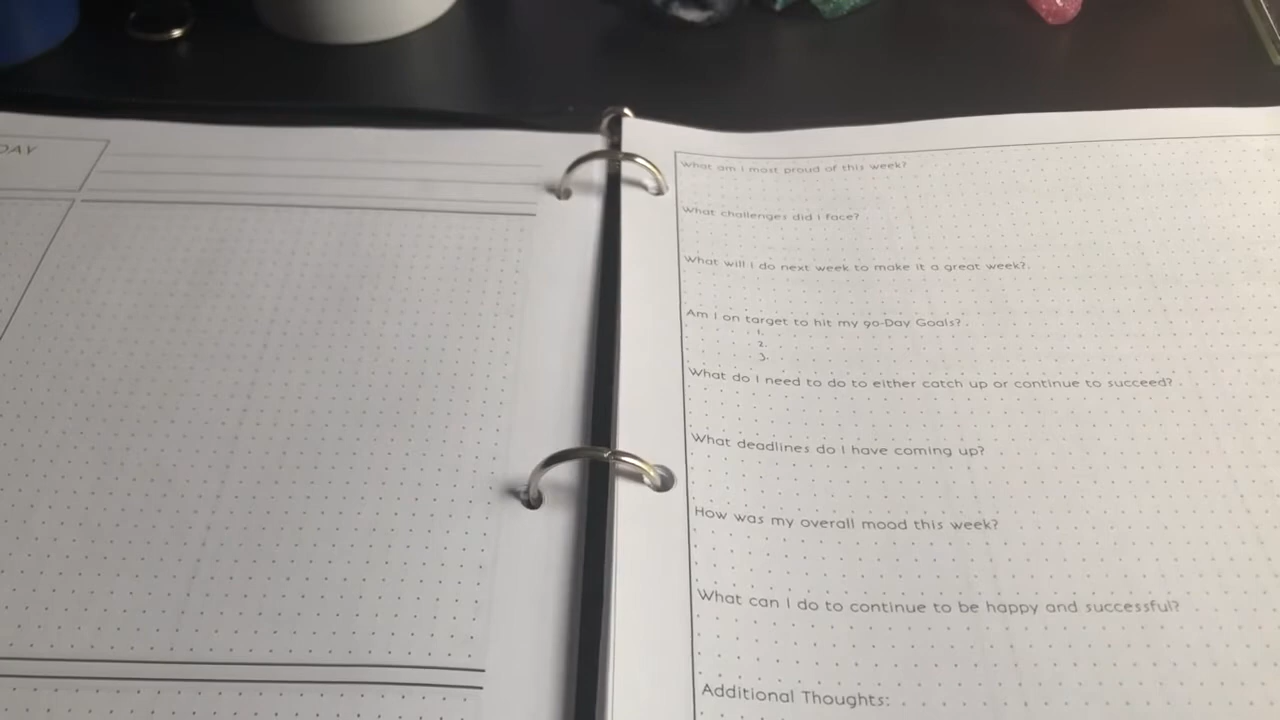 DAY
What am I most proud of this week?
What challenges did I face?
What will I do next week to make it a great week?
Am I on target to hit my 90-Day Goals?
1.
2.
3.
What do I need to do to either catch up or continue to succeed?
What deadlines do I have coming up?
How was my overall mood this week?
What can I do to continue to be happy and successful?
Additional Thoughts: